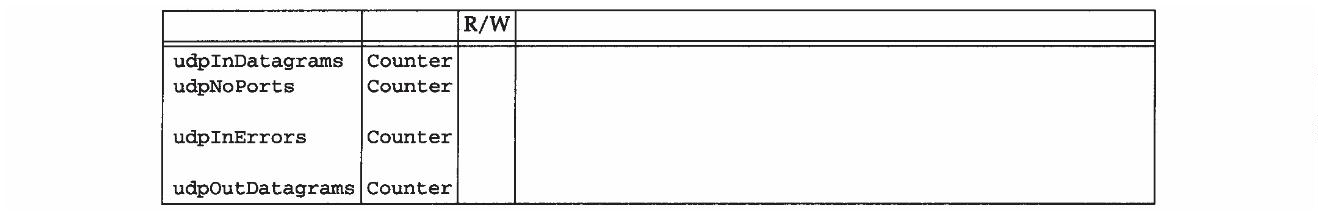 R/W
udpInDatagrams Counter
udpNoPorts Counter
udpInErrors Counter
udpOutDatagrams Counter